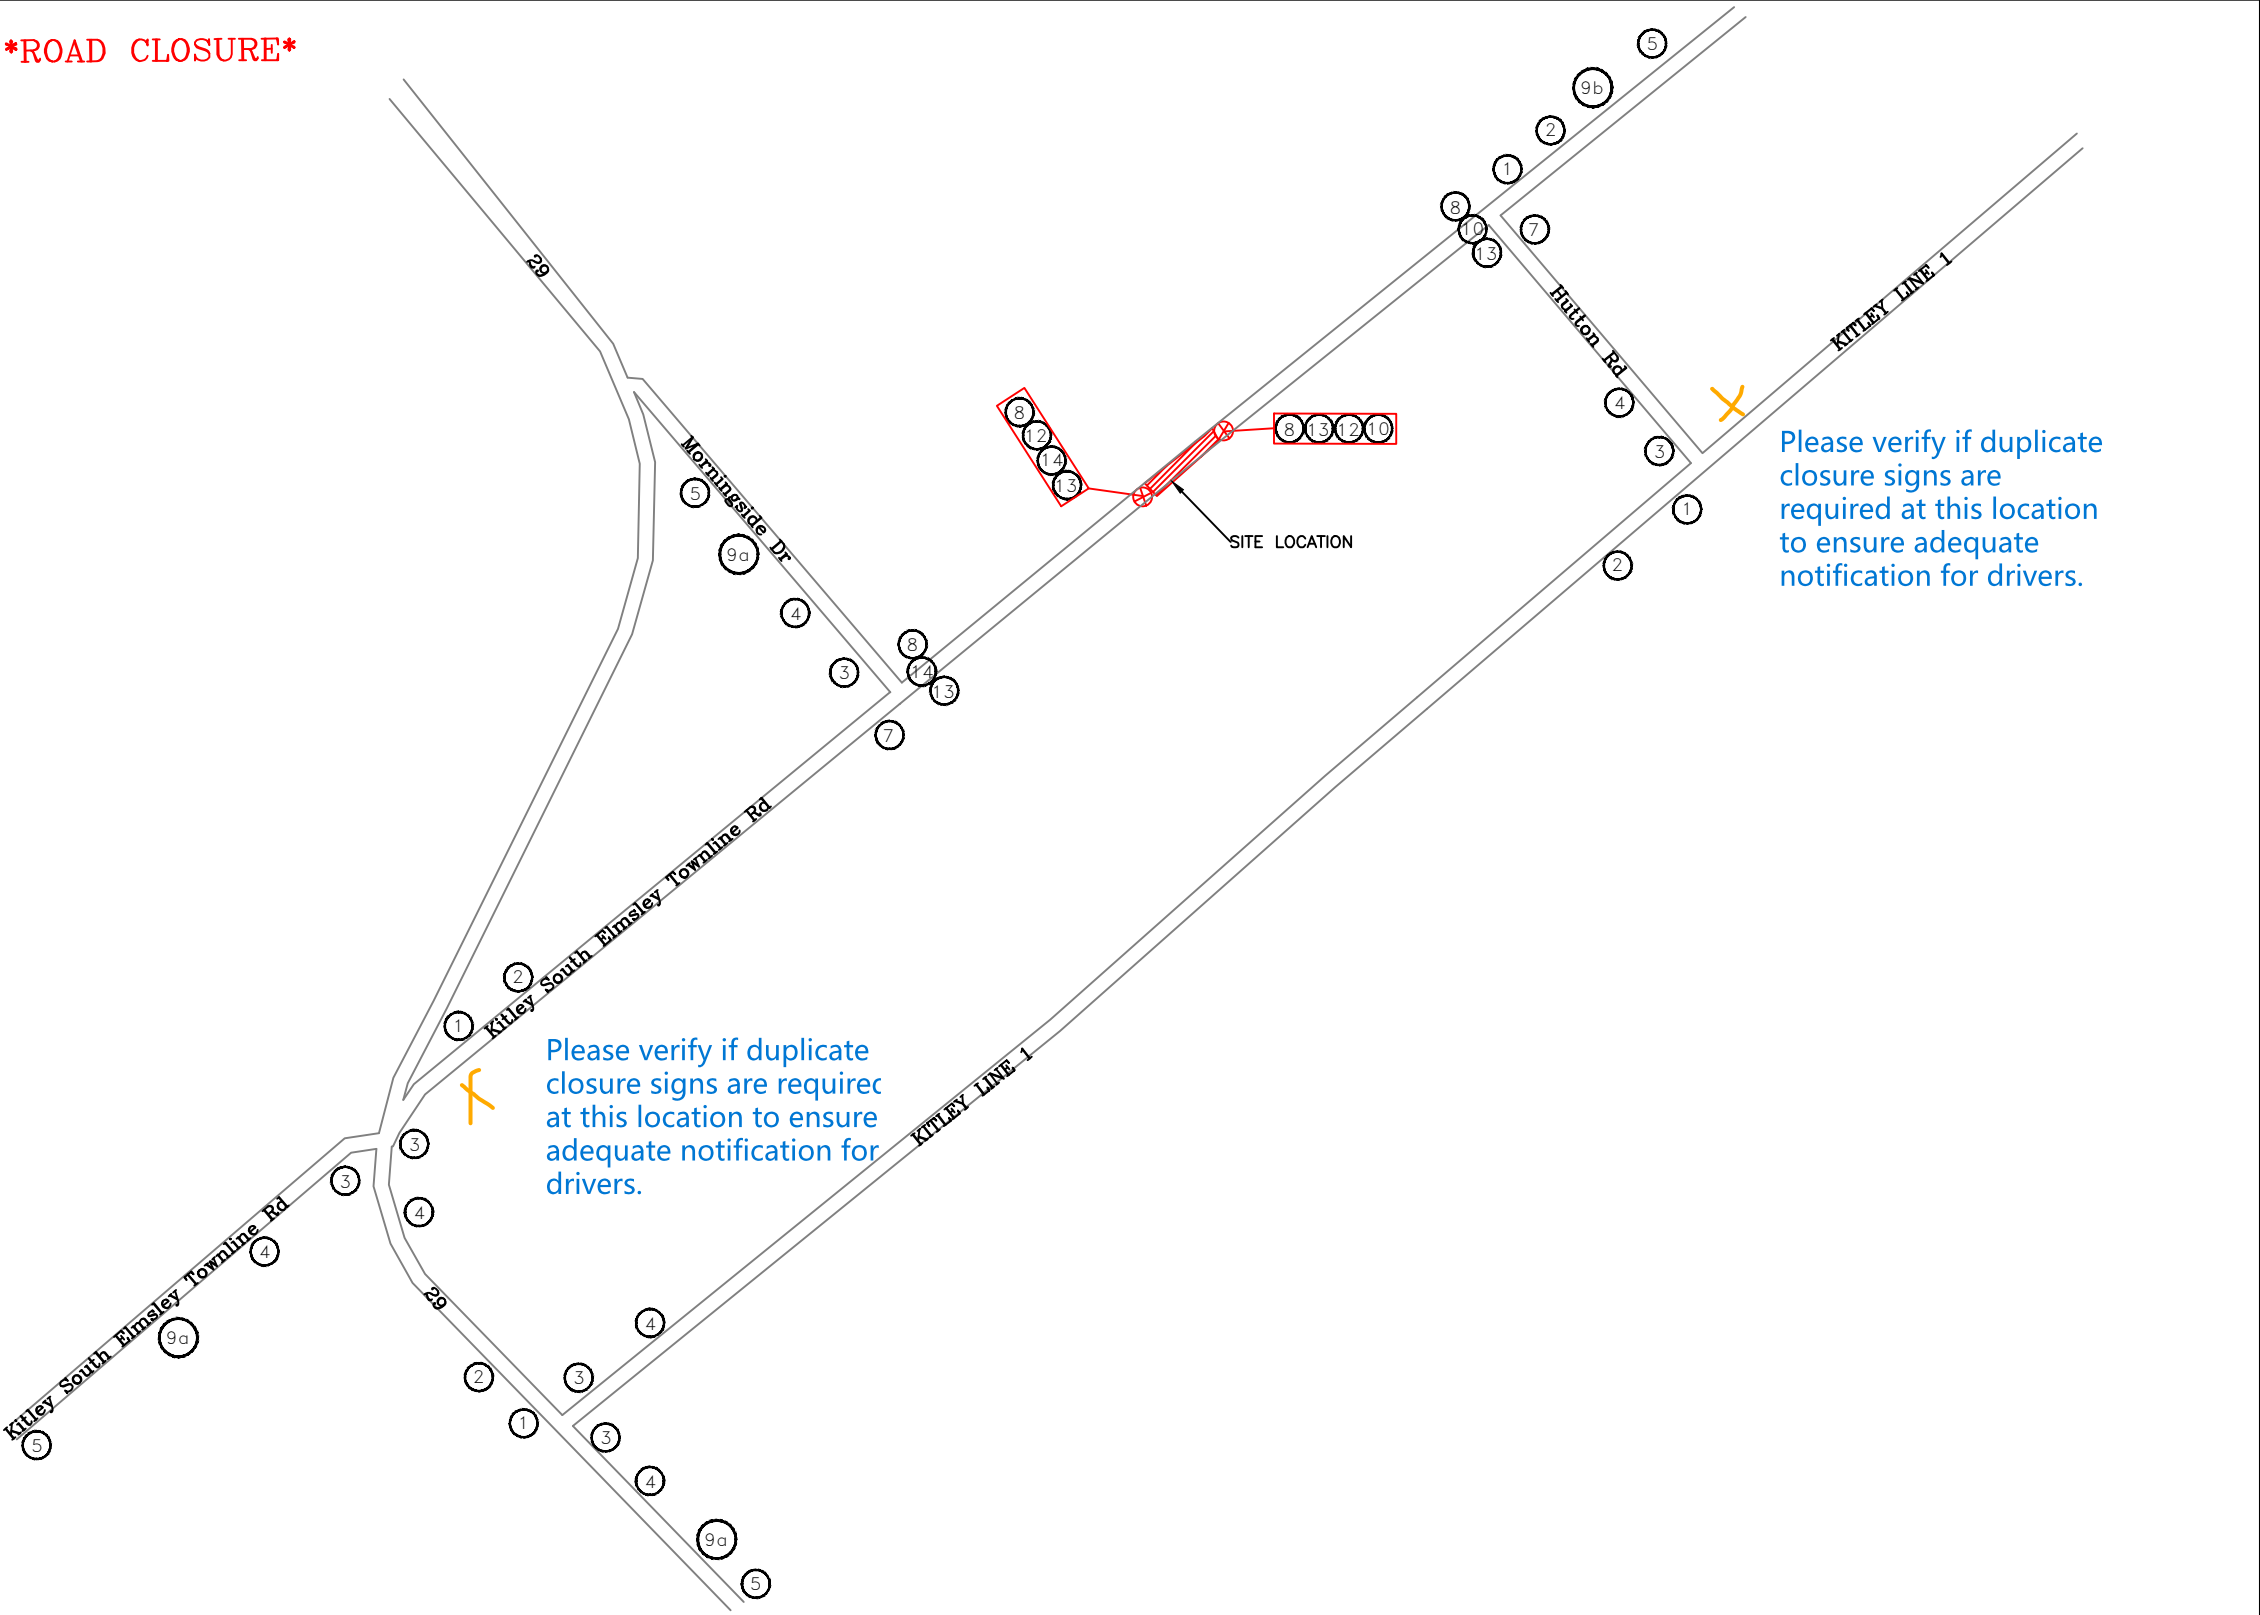 *ROAD CLOSURE*
5
9b
2
1
8
10
13
7
29
Hutton Rd
KITLEY LINE 1
4
3
1
2
Please verify if duplicate
closure signs are
required at this location
to ensure adequate
notification for drivers.
8
12
14
13
8 13 12 10
SITE LOCATION
Morningside Dr
5
9a
4
3
8
14
13
7
Kitley South Elmsley Townline Rd
2
1
Please verify if duplicate
closure signs are required
at this location to ensure
adequate notification for
drivers.
KITLEY LINE 1
3
3
4
4
Kitley South Elmsley Townline Rd
9a
5
29
2
1
4
3
3
4
9a
5